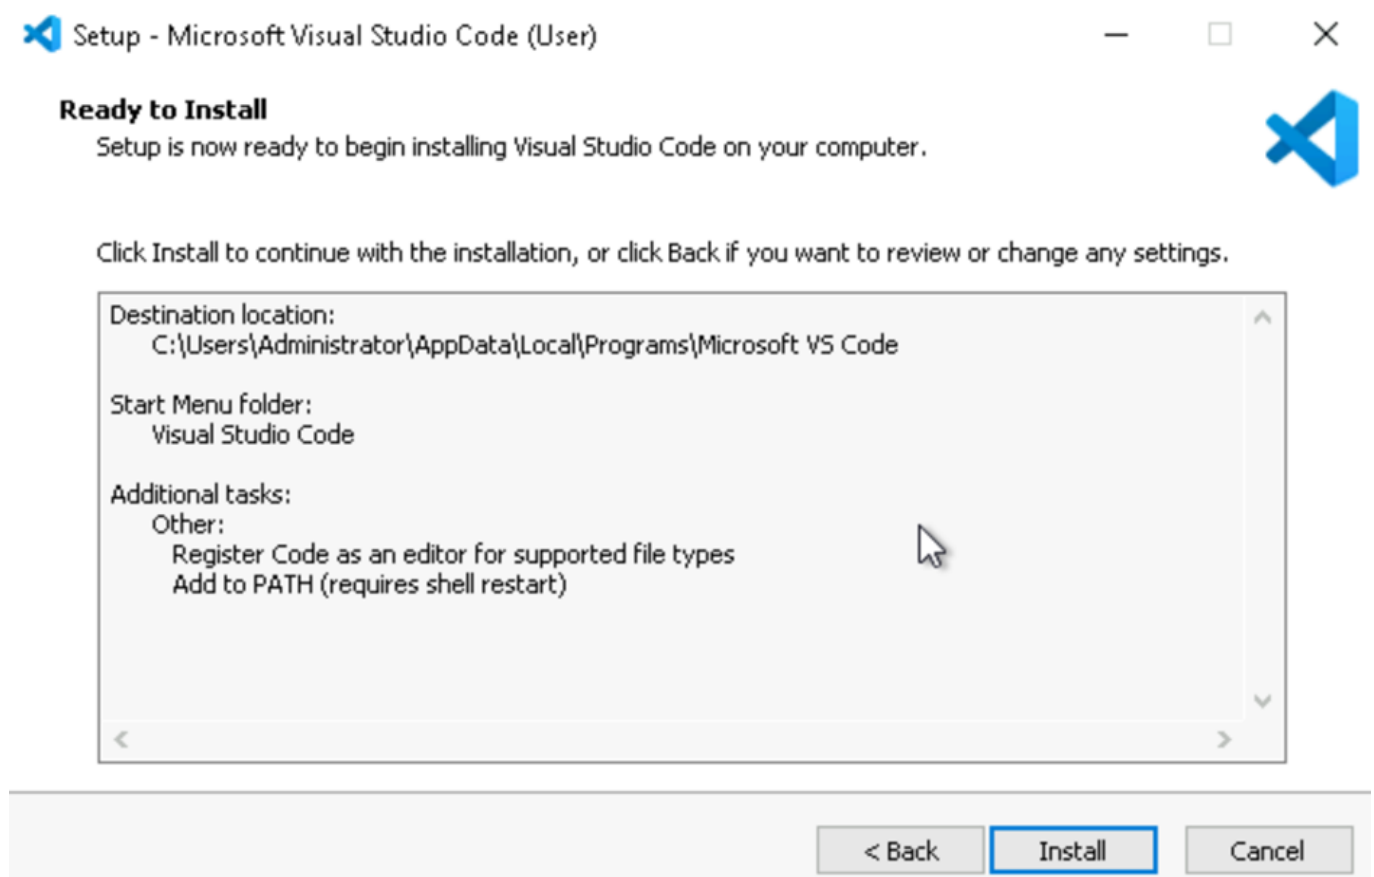 Setup - Microsoft Visual Studio Code (User)
Ready to Install
Setup is now ready to begin installing Visual Studio Code on your computer.
Click Install to continue with the installation, or click Back if you want to review or change any settings.
Destination location:
C:\Users\Administrator\AppData\Local\Programs\Microsoft VS Code
Start Menu folder:
Visual Studio Code
Additional tasks:
Other:
Register Code as an editor for supported file types
Add to PATH (requires shell restart)
< Back
Install
Cancel